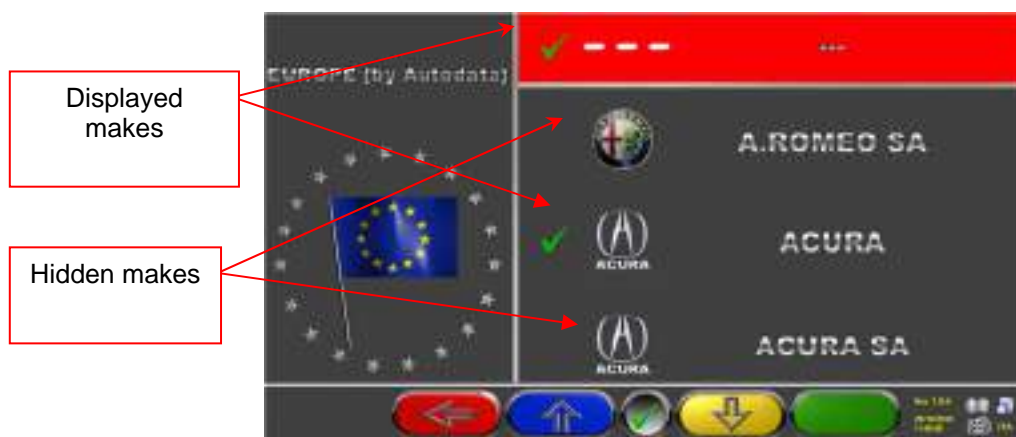 Displayed
makes
Hidden makes
EUROPE [by Autodata]
--- ---
A.ROMEO SA
ACURA
ACURA
ACURA SA
ACURA